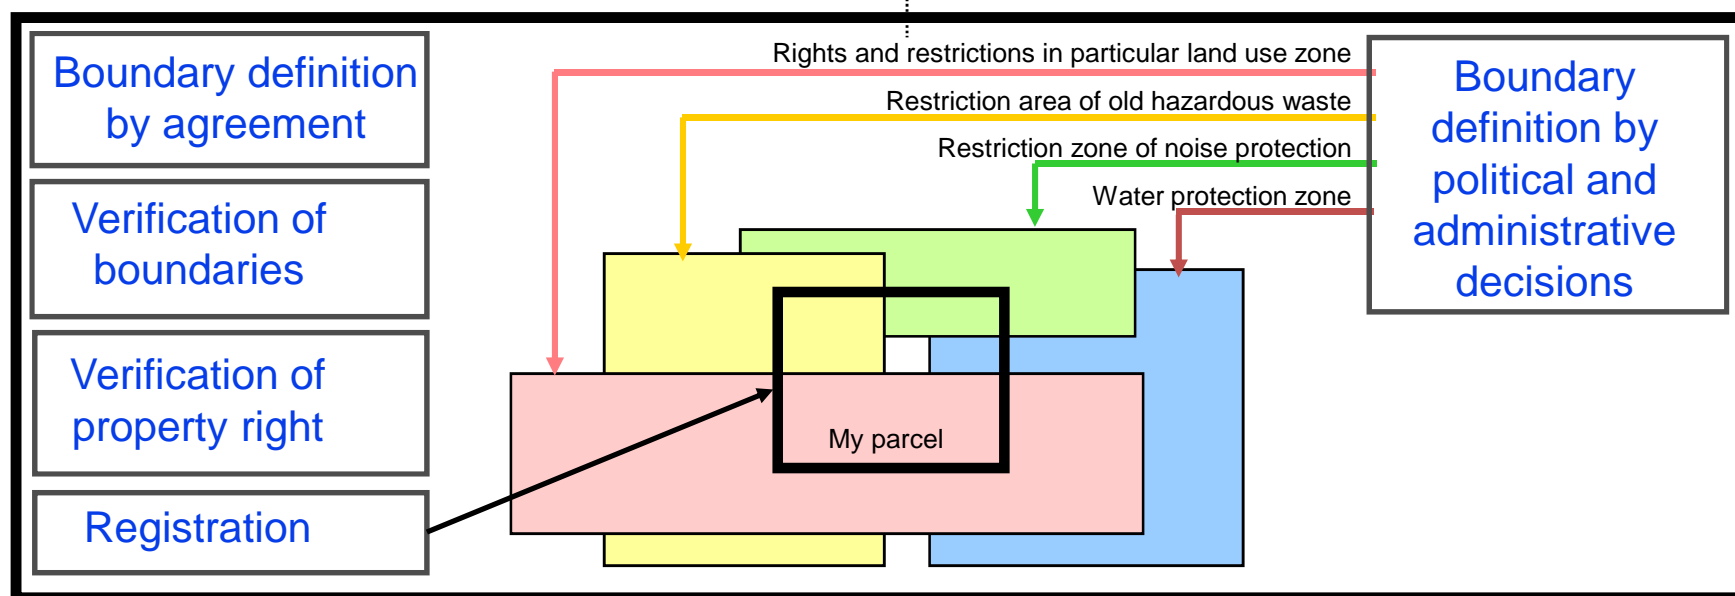 Boundary definition
by agreement
Verification of
boundaries
Verification of
property right
Registration
Rights and restrictions in particular land use zone
Restriction area of old hazardous waste
Restriction zone of noise protection
Water protection zone
My parcel
Boundary
definition by
political and
administrative
decisions